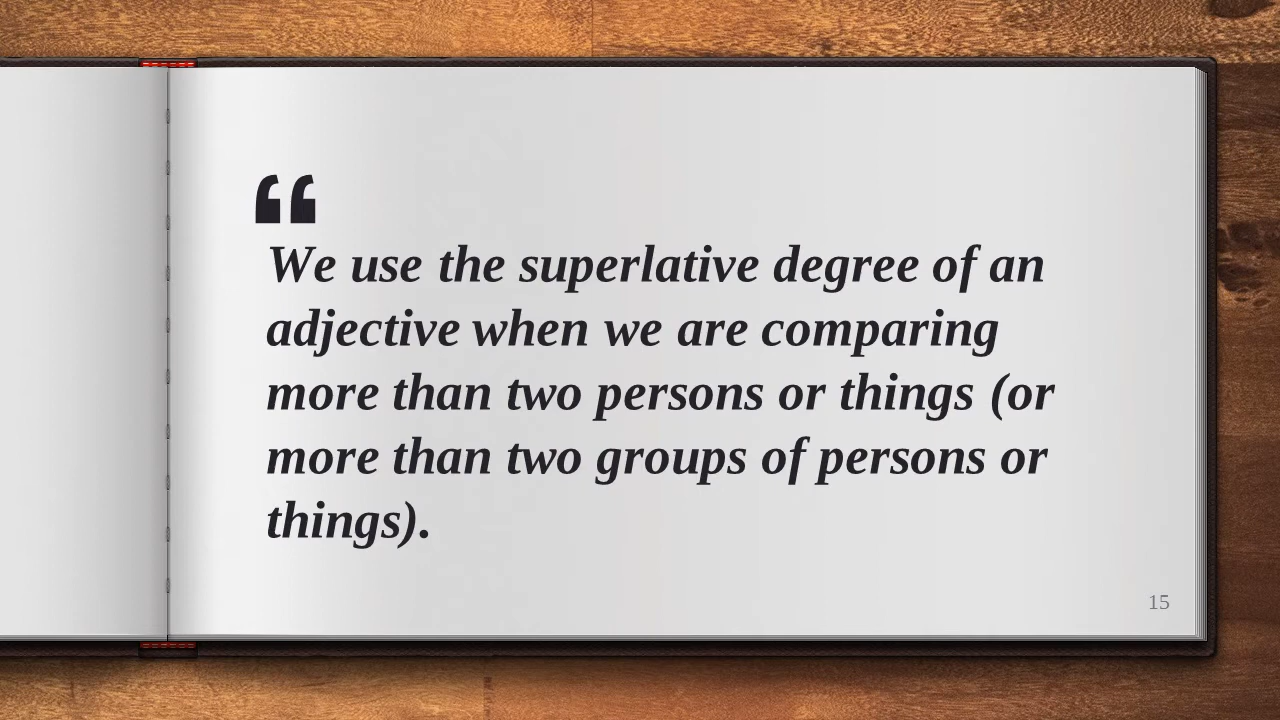 “
We use the superlative degree of an
adjective when we are comparing
more than two persons or things (or
more than two groups of persons or
things).
15